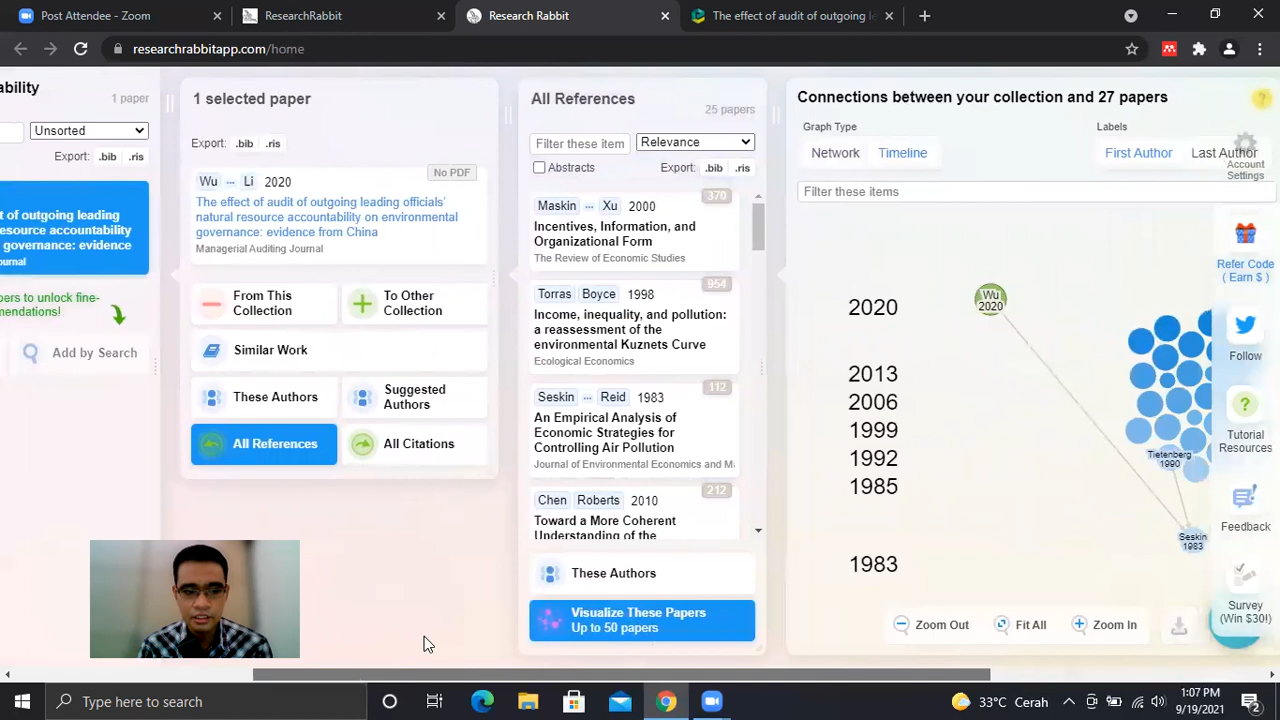 Post Attendee - Zoom
ResearchRabbit
Research Rabbit
The effect of audit of outgoing le
researchrabbitapp.com/home
ability
1 paper
Unsorted
Export: .bib .ris
t of outgoing leading
esource accountability
governance: evidence
ournal
pers to unlock fine-
mendations!
Add by Search
1 selected paper
Export: .bib .ris
No PDF
Wu ... Li 2020
The effect of audit of outgoing leading officials'
natural resource accountability on environmental
governance: evidence from China
Managerial Auditing Journal
From This
Collection
To Other
Collection
Similar Work
These Authors
Suggested
Authors
All References
All Citations
All References
25 papers
Filter these items
Relevance
Abstracts
Export: .bib .ris
370
Maskin ... Xu 2000
Incentives, Information, and
Organizational Form
The Review of Economic Studies
954
Torras Boyce 1998
Income, inequality, and pollution:
a reassessment of the
environmental Kuznets Curve
Ecological Economics
112
Seskin ... Reid 1983
An Empirical Analysis of
Economic Strategies for
Controlling Air Pollution
Journal of Environmental Economics and Ma
212
Chen Roberts 2010
Toward a More Coherent
Understanding of the
These Authors
Visualize These Papers
Up to 50 papers
Connections between your collection and 27 papers
?
Graph Type
Labels
Network
Timeline
First Author
Last Author
Filter these items
2020
2013
2006
1999
1992
1985
1983
Wu
2020
Tietenberg
1990
Seskin
1983
Zoom Out
Fit All
Zoom In
Account
Settings
Refer Code
( Earn $ )
Follow
?
Tutorial
Resources
Feedback
Survey
(Win $30!)
Type here to search
33°C Cerah
1:07 PM
9/19/2021
2